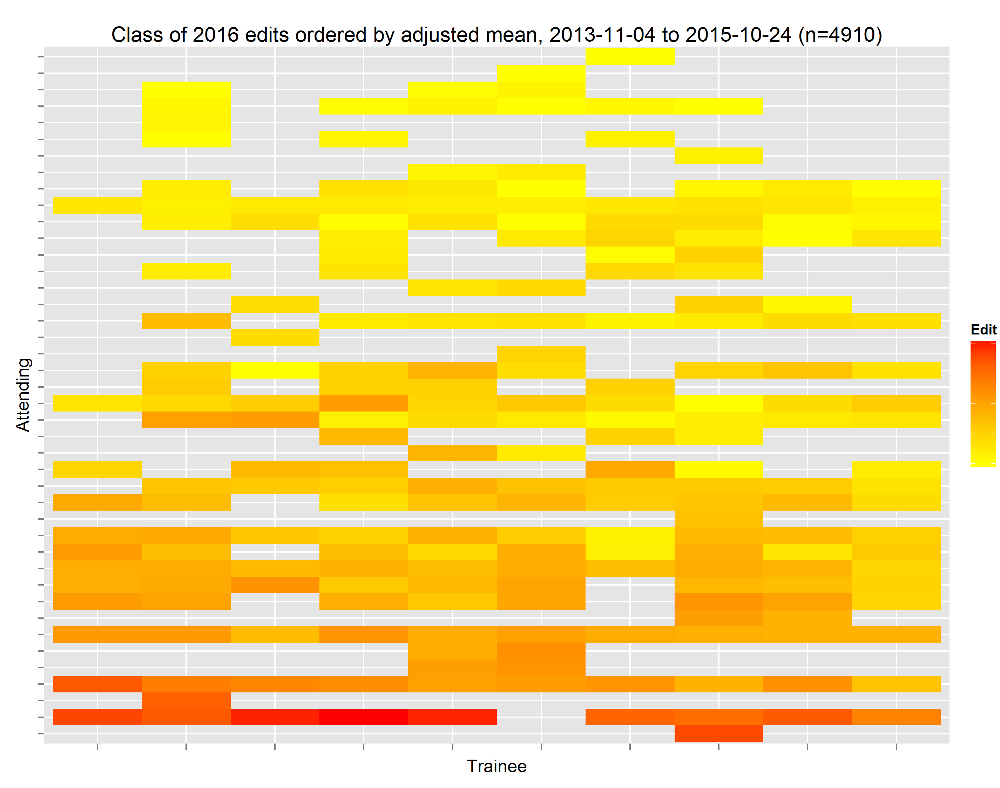 Class of 2016 edits ordered by adjusted mean, 2013-11-04 to 2015-10-24 (n=4910)
Attending
Edit
Trainee